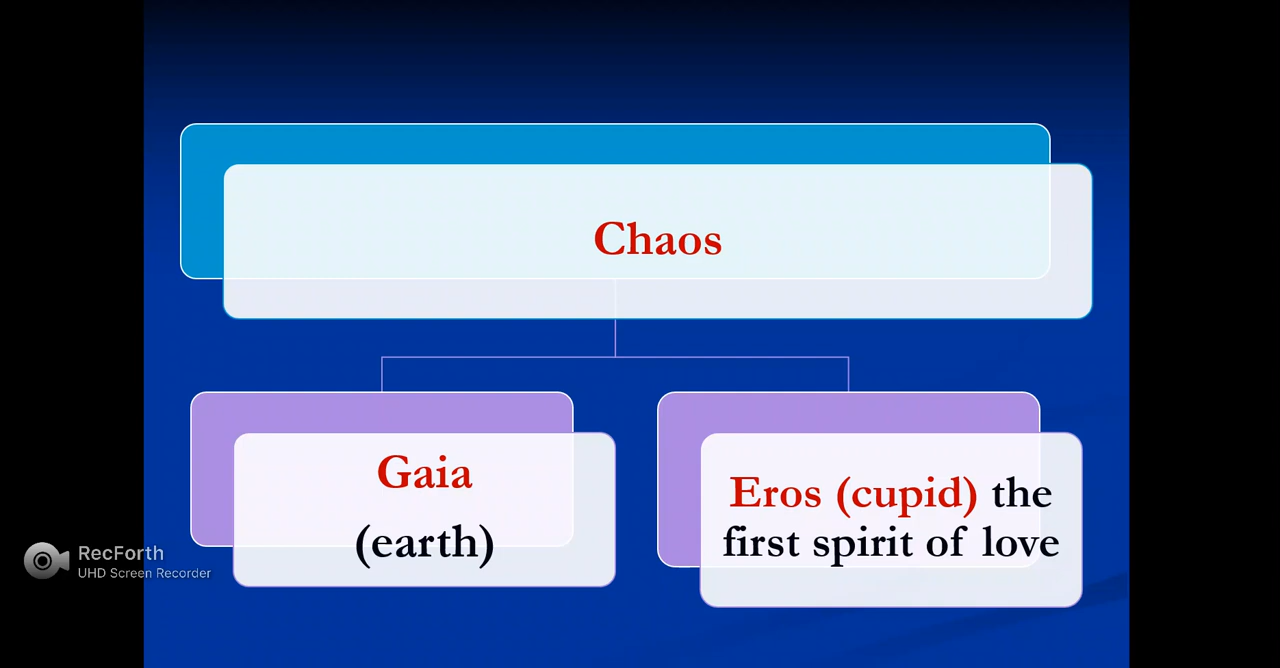 Chaos
Gaia
(earth)
Eros (cupid) the
first spirit of love
RecForth
UHD Screen Recorder